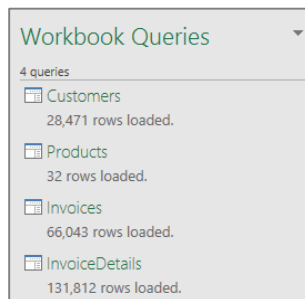 Workbook Queries
4 queries
Customers
28,471 rows loaded.
Products
32 rows loaded.
Invoices
66,043 rows loaded.
InvoiceDetails
131,812 rows loaded.